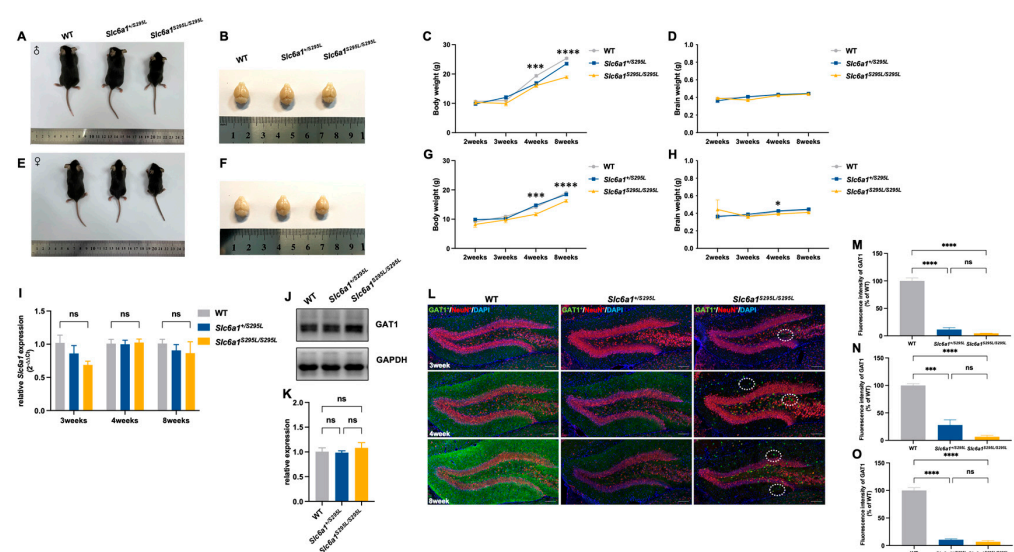 A
♂
WT
Slc6a1+/S295L
Slc6a1S295L/S295L
B
WT
Slc6a1+/S295L
Slc6a1S295L/S295L
1 2 3 4 5 6 7 8 9 1
C
Body weight (g)
30
20
10
0
***
****
2weeks 3weeks 4weeks 8weeks
WT
Slc6a1+/S295L
Slc6a1S295L/S295L
D
Brain weight (g)
1.0
0.8
0.6
0.4
0.2
0.0
2weeks 3weeks 4weeks 8weeks
WT
Slc6a1+/S295L
Slc6a1S295L/S295L
E
♀
F
1 2 3 4 5 6 7 8 9 1
G
Body weight (g)
30
20
10
0
***
****
2weeks 3weeks 4weeks 8weeks
WT
Slc6a1+/S295L
Slc6a1S295L/S295L
H
Brain weight (g)
1.0
0.8
0.6
0.4
0.2
0.0
*
2weeks 3weeks 4weeks 8weeks
WT
Slc6a1+/S295L
Slc6a1S295L/S295L
I
relative Slc6a1 expression
2.0
1.5
1.0
0.5
0.0
ns ns ns
3weeks 4weeks 8weeks
WT
Slc6a1+/S295L
Slc6a1S295L/S295L
J
WT
Slc6a1+/S295L
Slc6a1S295L/S295L
GAT1
GAPDH
K
relative expression
2.0
1.5
1.0
0.5
0.0
ns
ns ns
WT
Slc6a1+/S295L
Slc6a1S295L/S295L
L
WT
Slc6a1+/S295L
Slc6a1S295L/S295L
GAT1+/NeuN+/DAPI
GAT1+/NeuN+/DAPI
GAT1+/NeuN+/DAPI
3week
4week
8week
M
Fluorescence intensity of GAT1
(% of WT)
150
100
50
0
****
**** ns
WT Slc6a1+/S295L Slc6a1S295L/S295L
N
Fluorescence intensity of GAT1
(% of WT)
150
100
50
0
****
*** ns
WT Slc6a1+/S295L Slc6a1S295L/S295L
O
Fluorescence intensity of GAT1
(% of WT)
150
100
50
0
****
**** ns